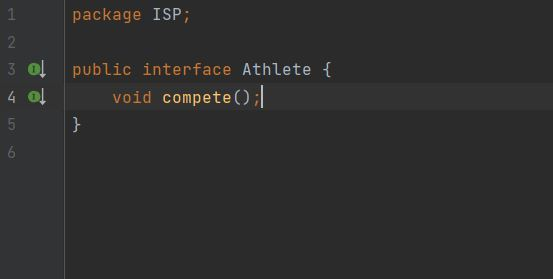 1 package ISP;
2
3 public interface Athlete {
4     void compete();
5 }
6